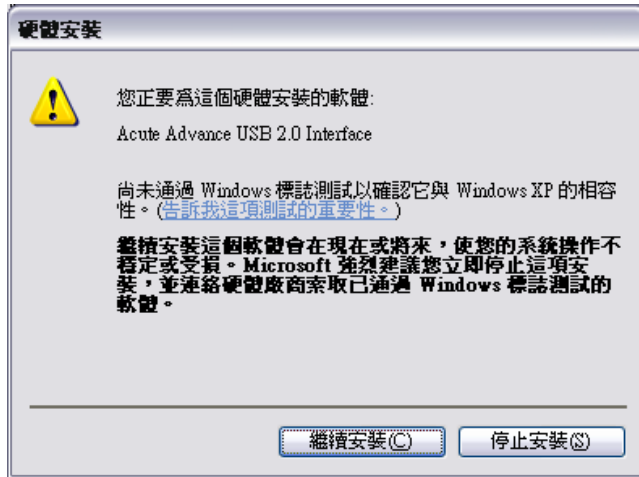 硬體安裝
您正要為這個硬體安裝的軟體:
Acute Advance USB 2.0 Interface
尚未通過 Windows 標誌測試以確認它與 Windows XP 的相容
性。(告訴我這項測試的重要性。)
繼續安裝這個軟體會在現在或將來，使您的系統操作不
穩定或受損。Microsoft 強烈建議您立即停止這項安
裝，並連絡硬體廠商索取已通過 Windows 標誌測試的
軟體。
繼續安裝(C)
停止安裝(S)